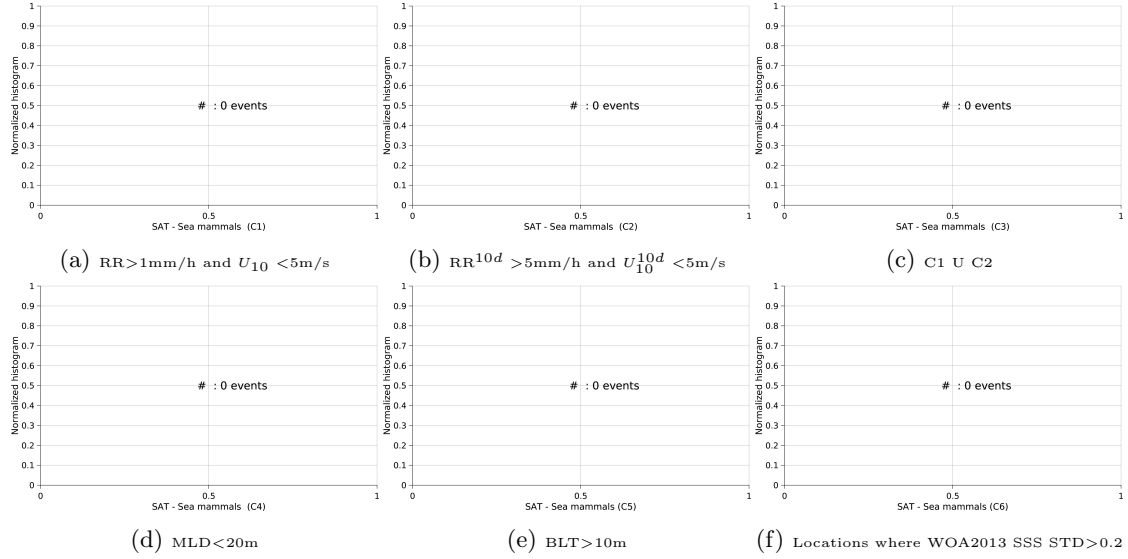 1
0.9
0.8
0.7
0.6
0.5
0.4
0.3
0.2
0.1
0
Normalized histogram
# : 0 events
0 0.5 1
SAT - Sea mammals (C1)
(a) RR>1mm/h and U10 <5m/s
1
0.9
0.8
0.7
0.6
0.5
0.4
0.3
0.2
0.1
0
Normalized histogram
# : 0 events
0 0.5 1
SAT - Sea mammals (C2)
(b) RR10d >5mm/h and U10d10 <5m/s
1
0.9
0.8
0.7
0.6
0.5
0.4
0.3
0.2
0.1
0
Normalized histogram
# : 0 events
0 0.5 1
SAT - Sea mammals (C3)
(c) C1 U C2
1
0.9
0.8
0.7
0.6
0.5
0.4
0.3
0.2
0.1
0
Normalized histogram
# : 0 events
0 0.5 1
SAT - Sea mammals (C4)
(d) MLD<20m
1
0.9
0.8
0.7
0.6
0.5
0.4
0.3
0.2
0.1
0
Normalized histogram
# : 0 events
0 0.5 1
SAT - Sea mammals (C5)
(e) BLT>10m
1
0.9
0.8
0.7
0.6
0.5
0.4
0.3
0.2
0.1
0
Normalized histogram
# : 0 events
0 0.5 1
SAT - Sea mammals (C6)
(f) Locations where WOA2013 SSS STD>0.2